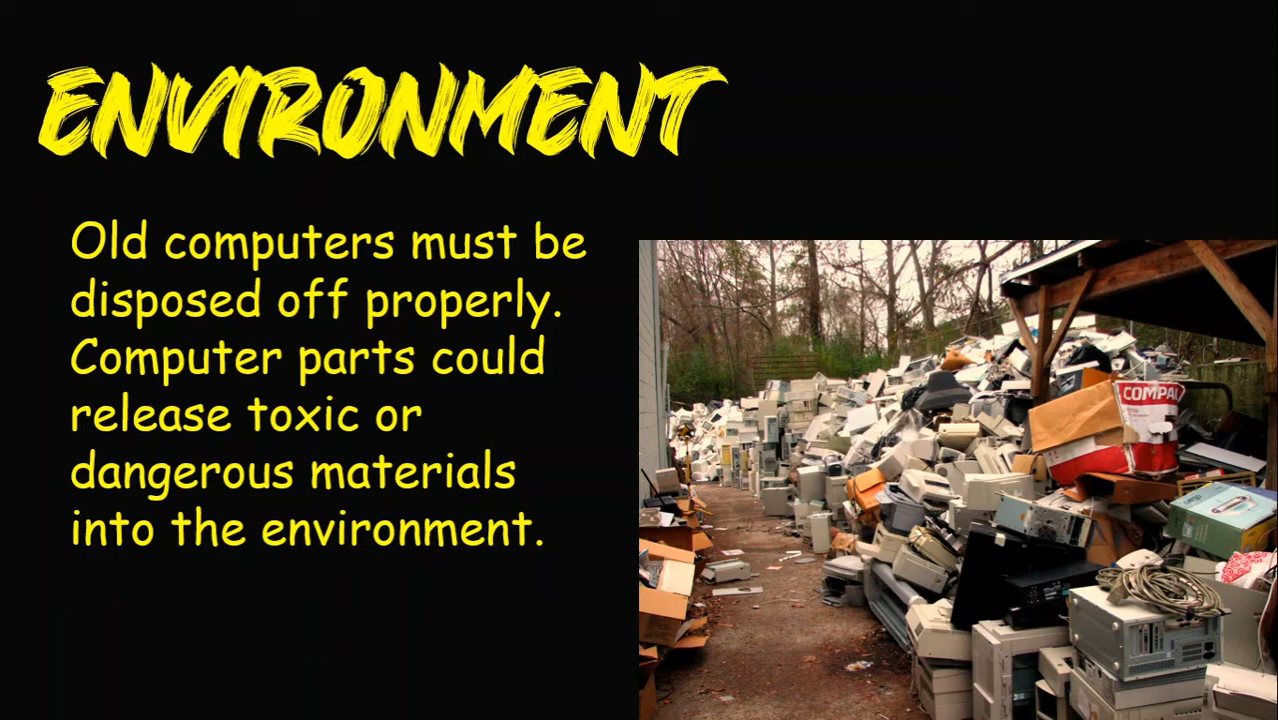 ENVIRONMENT
Old computers must be
disposed off properly.
Computer parts could
release toxic or
dangerous materials
into the environment.
COMPAQ